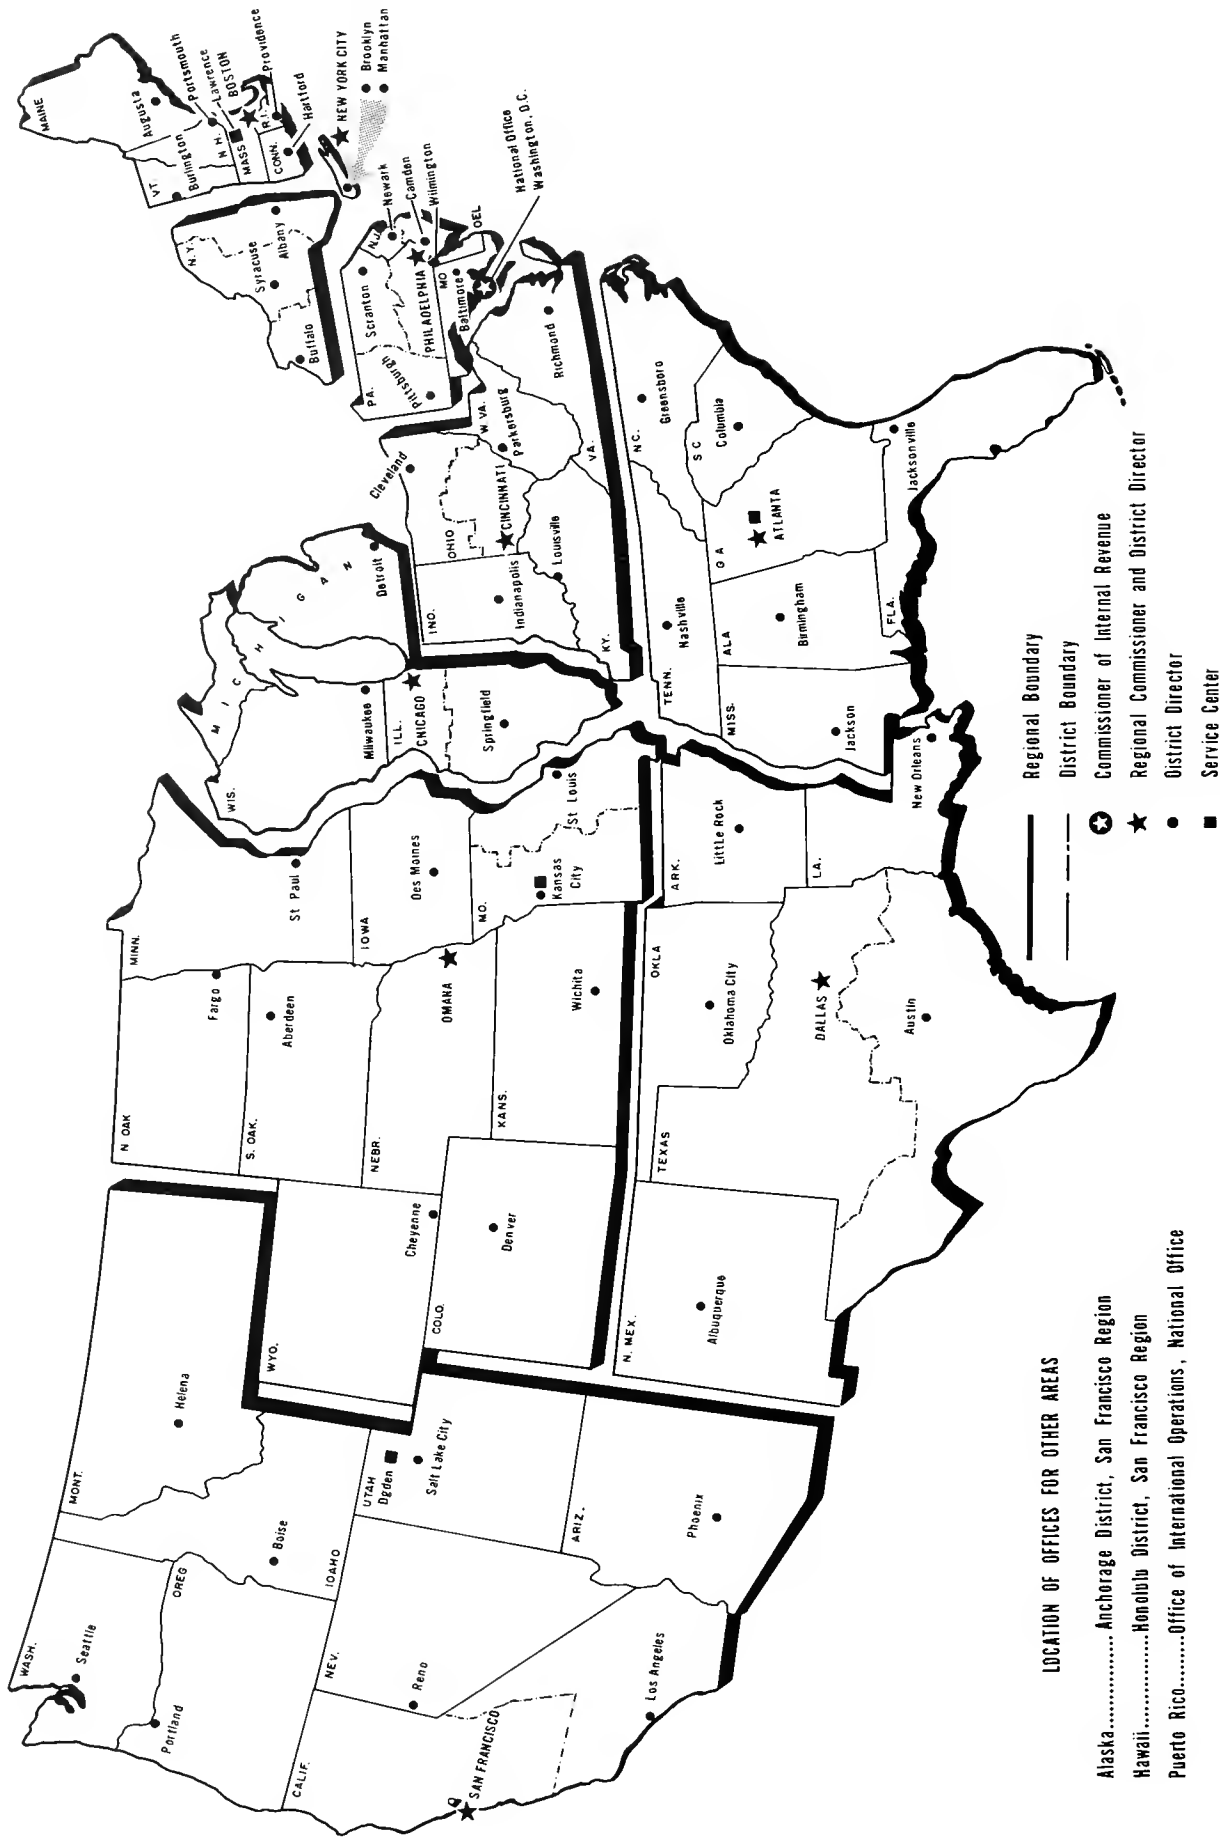 WASH.
Seattle
MONT.
Helena
OREG
Portland
Boise
IDAHO
WYO.
Cheyenne
NEV.
Reno
UTAH
Ogden
Salt Lake City
CALIF.
SAN FRANCISCO
Los Angeles
ARIZ.
Phoenix
COLO.
Denver
N. MEX.
Albuquerque
N DAK
Fargo
S. DAK.
Aberdeen
NEBR.
OMAHA
KANS.
Wichita
MINN.
St Paul
IOWA
Des Moines
MO.
Kansas
City
St Louis
OKLA
Oklahoma City
TEXAS
DALLAS
Austin
ARK.
Little Rock
LA.
New Orleans
WIS.
Milwaukee
MICHIGAN
Detroit
ILL.
CHICAGO
Springfield
IND.
Indianapolis
OHIO
Cleveland
CINCINNATI
KY.
Louisville
W. VA.
Parkersburg
VA.
Richmond
TENN.
Nashville
MISS.
Jackson
ALA
Birmingham
GA
ATLANTA
FLA.
Jacksonville
N C.
Greensboro
S C
Columbia
MAINE
Augusta
VT.
Burlington
N H.
Portsmouth
Lawrence
MASS
BOSTON
R.I.
Providence
CONN.
Hartford
N.Y.
Buffalo
Syracuse
Albany
NEW YORK CITY
Brooklyn
Manhattan
PA.
Pittsburgh
Scranton
PHILADELPHIA
N.J.
Newark
Camden
Wilmington
DEL
MD
Baltimore
National Office
Washington, D.C.
LOCATION OF OFFICES FOR OTHER AREAS
Alaska.............. Anchorage District, San Francisco Region
Hawaii..............Honolulu District, San Francisco Region
Puerto Rico........Office of International Operations, National Office
Regional Boundary
District Boundary
Commissioner of Internal Revenue
Regional Commissioner and District Director
District Director
Service Center